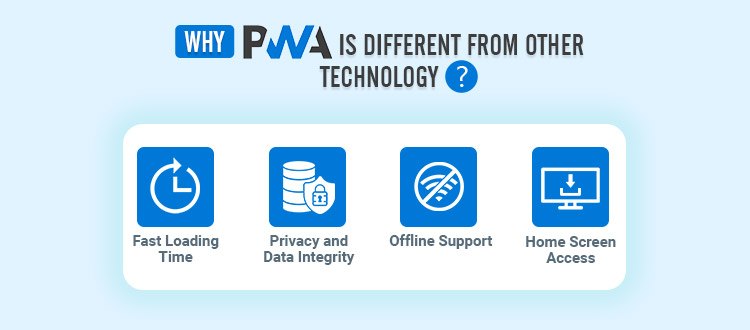 WHY PWA IS DIFFERENT FROM OTHER
TECHNOLOGY ?
Fast Loading
Time
Privacy and
Data Integrity
Offline Support
Home Screen
Access